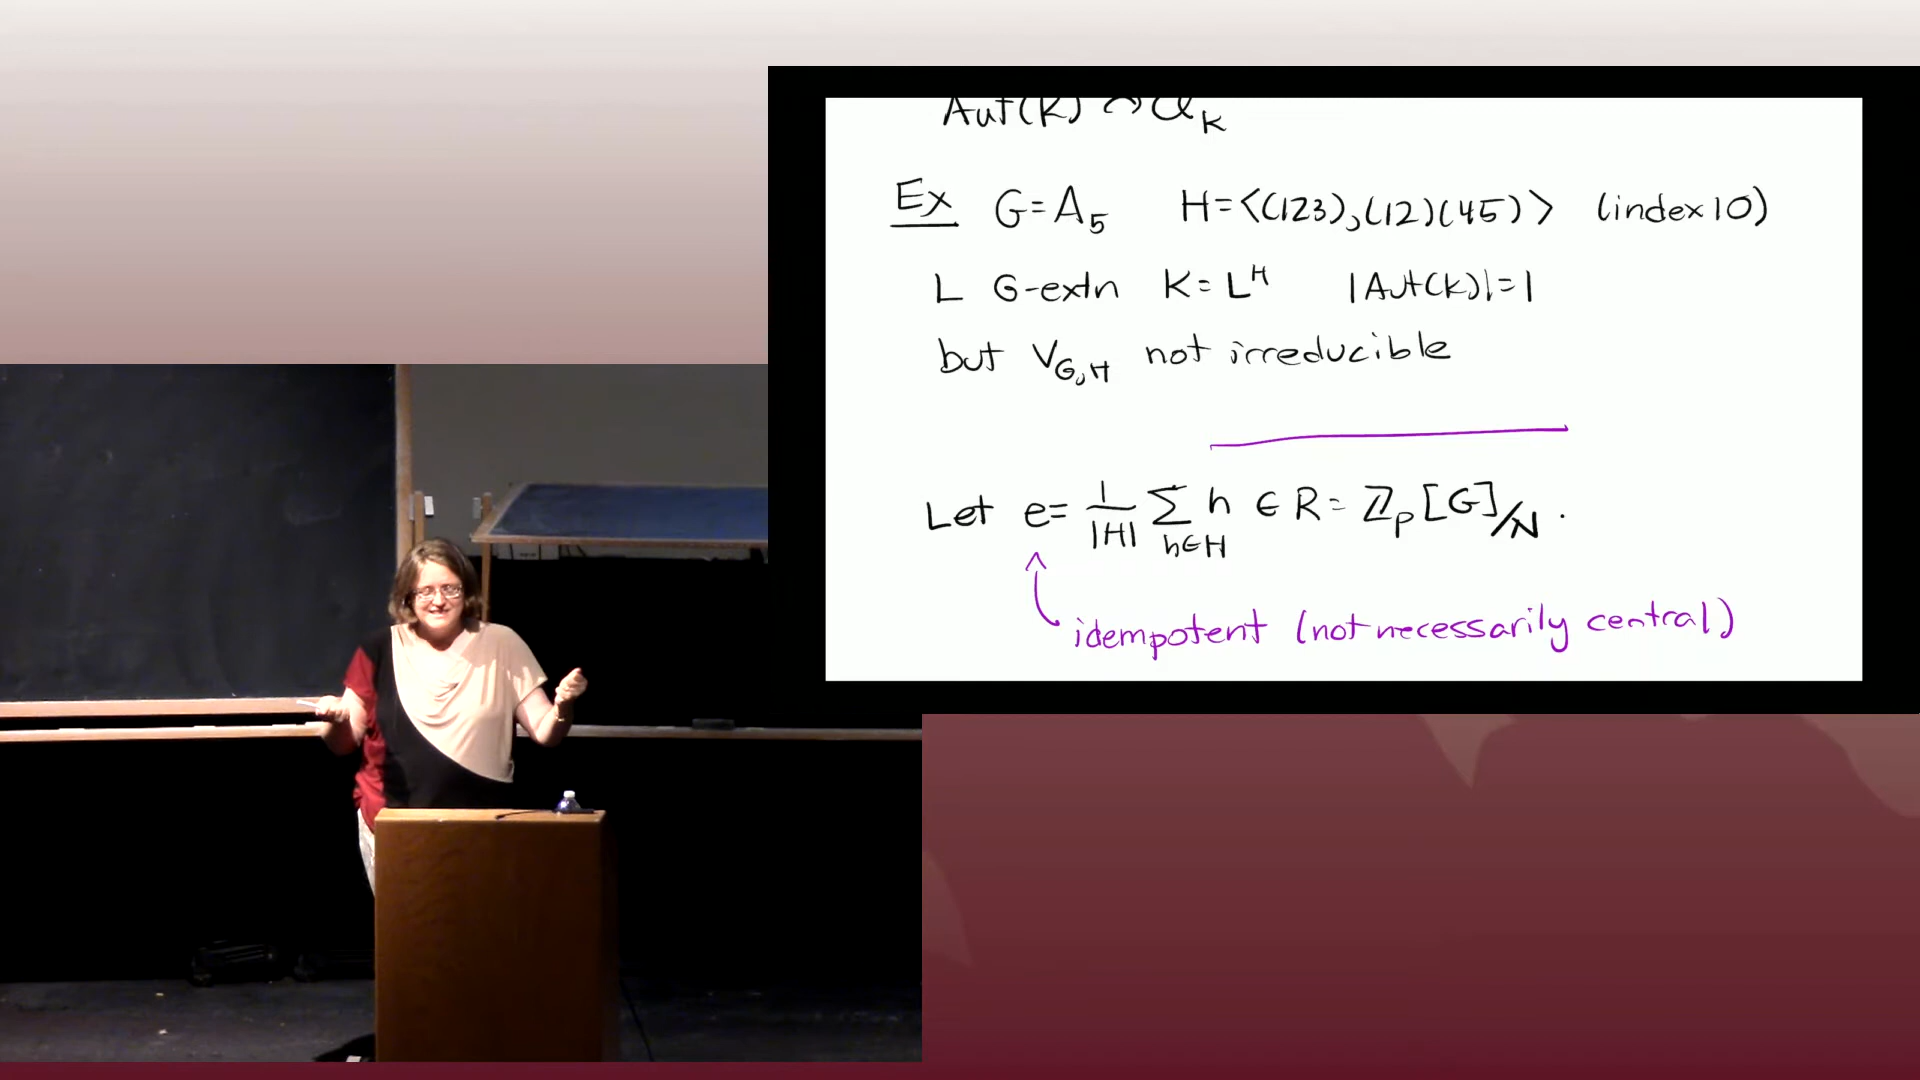 Aut(K) ↷ Cl_K
Ex G=A_5 H=<(123),(12)(45)> (index 10)
L G-extn K=L^H |Aut(K)|=1
but V_{G,H} not irreducible
Let e= 1/|H| ∑_{h∈H} h ∈ R= ℤ_p[G]/N .
idempotent (not necessarily central)